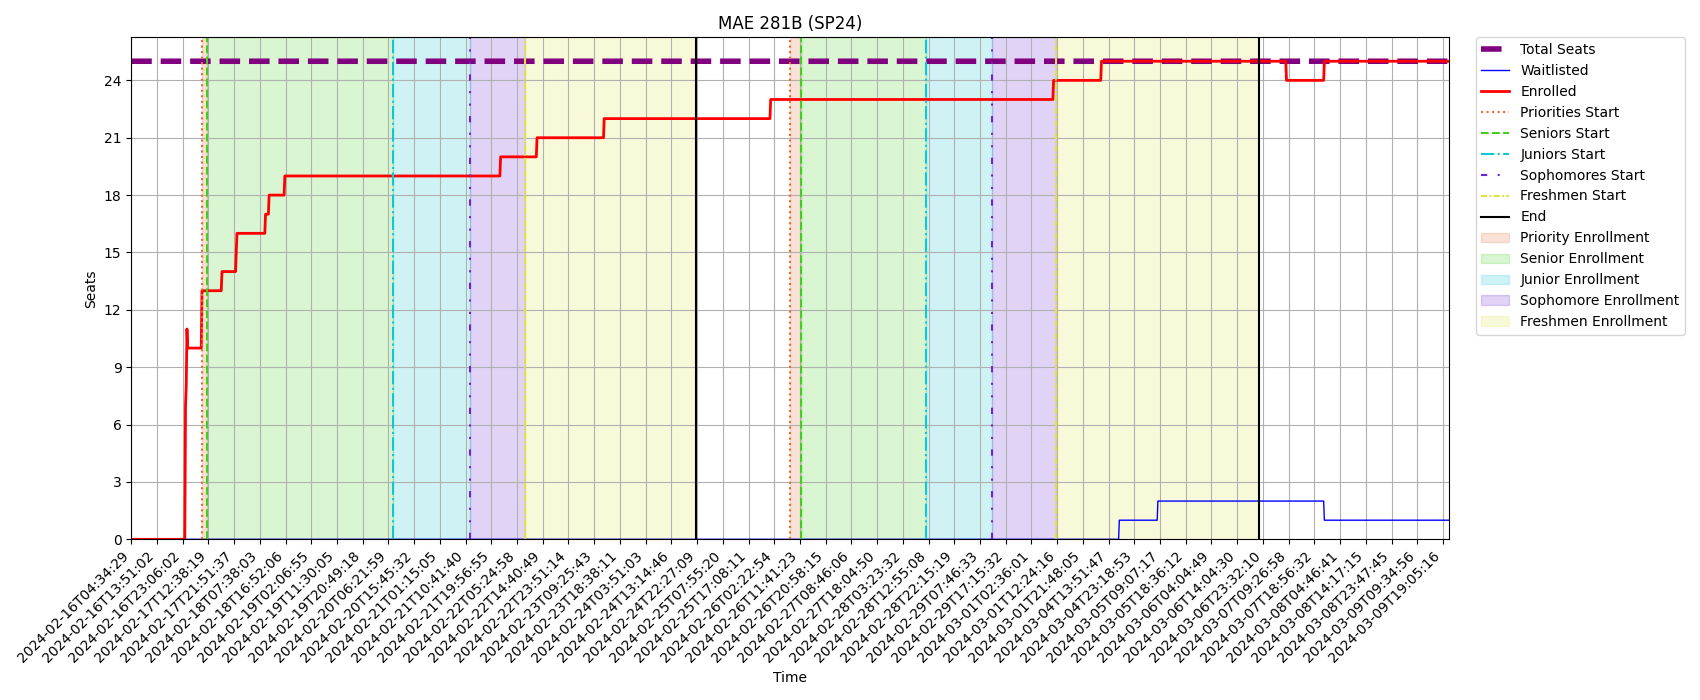 MAE 281B (SP24)
Seats
24
21
18
15
12
9
6
3
0
2024-02-16T04:34:29
2024-02-16T13:51:02
2024-02-16T23:06:02
2024-02-17T12:38:19
2024-02-17T21:51:37
2024-02-18T07:38:03
2024-02-18T16:52:06
2024-02-19T02:06:55
2024-02-19T11:30:05
2024-02-19T20:49:18
2024-02-20T06:21:59
2024-02-20T15:45:32
2024-02-21T01:15:05
2024-02-21T10:41:40
2024-02-21T19:56:55
2024-02-22T05:24:58
2024-02-22T14:40:49
2024-02-22T23:51:14
2024-02-23T09:25:43
2024-02-23T18:38:11
2024-02-24T03:51:03
2024-02-24T13:14:46
2024-02-24T22:27:09
2024-02-25T07:55:20
2024-02-25T17:08:11
2024-02-26T02:22:54
2024-02-26T11:41:23
2024-02-26T20:58:15
2024-02-27T08:46:06
2024-02-27T18:04:50
2024-02-28T03:23:32
2024-02-28T12:55:08
2024-02-28T22:15:19
2024-02-29T07:46:33
2024-02-29T17:15:32
2024-03-01T02:36:01
2024-03-01T12:24:16
2024-03-01T21:48:05
2024-03-04T13:51:47
2024-03-04T23:18:53
2024-03-05T09:07:17
2024-03-05T18:36:12
2024-03-06T04:04:49
2024-03-06T14:04:30
2024-03-06T23:32:10
2024-03-07T09:26:58
2024-03-07T18:56:32
2024-03-08T04:46:41
2024-03-08T14:17:15
2024-03-08T23:47:45
2024-03-09T09:34:56
2024-03-09T19:05:16
Time
Total Seats
Waitlisted
Enrolled
Priorities Start
Seniors Start
Juniors Start
Sophomores Start
Freshmen Start
End
Priority Enrollment
Senior Enrollment
Junior Enrollment
Sophomore Enrollment
Freshmen Enrollment